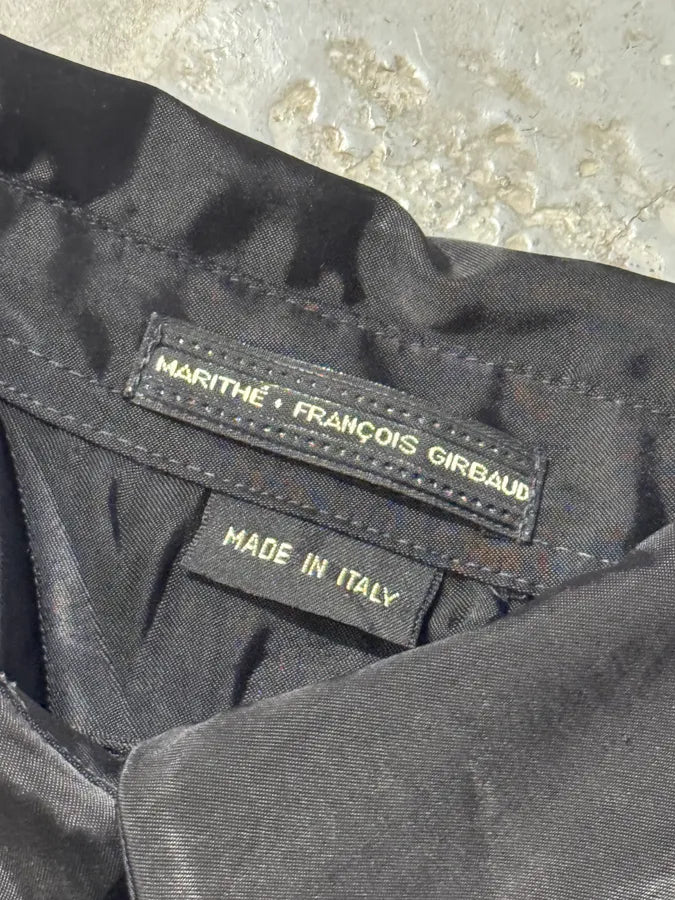 MARITHÉ • FRANÇOIS GIRBAUD
MADE IN ITALY